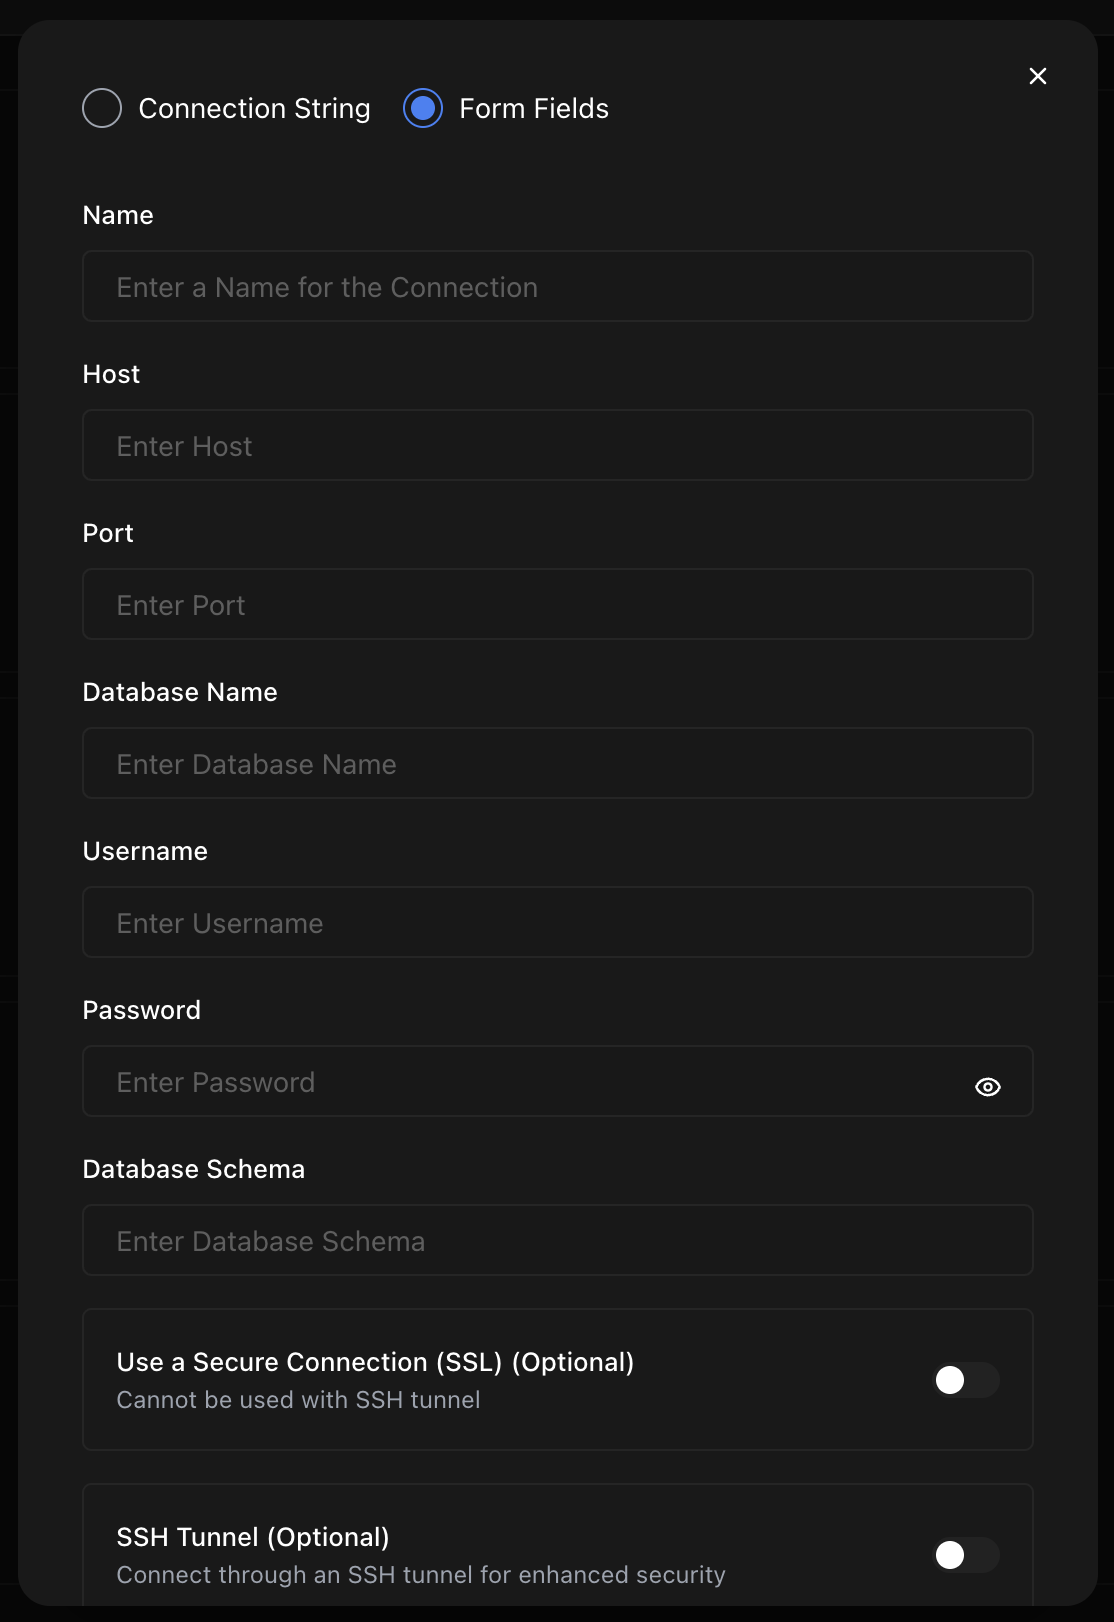 Connection String Form Fields
Name
Enter a Name for the Connection
Host
Enter Host
Port
Enter Port
Database Name
Enter Database Name
Username
Enter Username
Password
Enter Password
Database Schema
Enter Database Schema
Use a Secure Connection (SSL) (Optional)
Cannot be used with SSH tunnel
SSH Tunnel (Optional)
Connect through an SSH tunnel for enhanced security